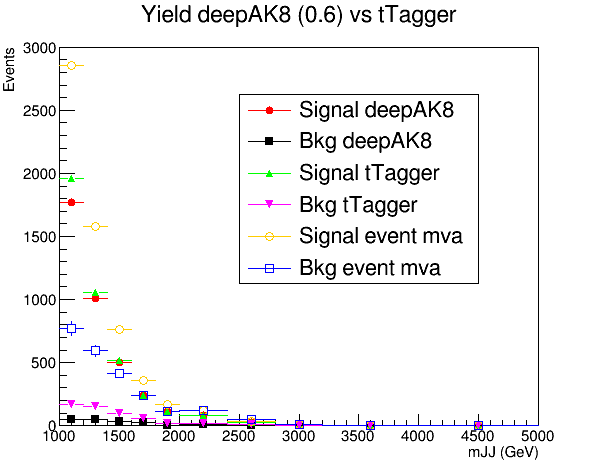 Yield deepAK8 (0.6) vs tTagger
Events
3000
2500
2000
1500
1000
500
0
Signal deepAK8
Bkg deepAK8
Signal tTagger
Bkg tTagger
Signal event mva
Bkg event mva
1000 1500 2000 2500 3000 3500 4000 4500 5000
mJJ (GeV)